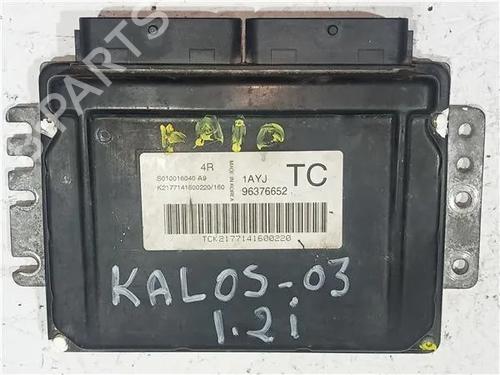 4R
S010016040 A9
K2177141600220/160
MADE IN KOREA
1AYJ
96376652
TC
TCK2177141600220
KALOS-03
1.2i
B-PARTS